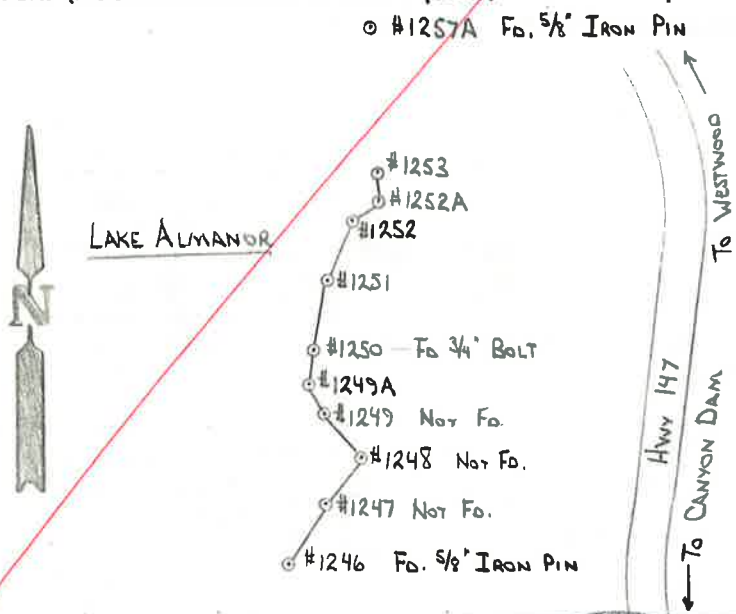 #1257A Fd. 5/8" Iron Pin
#1253
#1252A
#1252
Lake Almanor
#1251
N
#1250 - Fd 3/4" Bolt
#1249A
#1249 Not Fd.
#1248 Not Fd.
#1247 Not Fd.
#1246 Fd. 5/8" Iron Pin
To Westwood
Hwy 147
To Canyon Dam